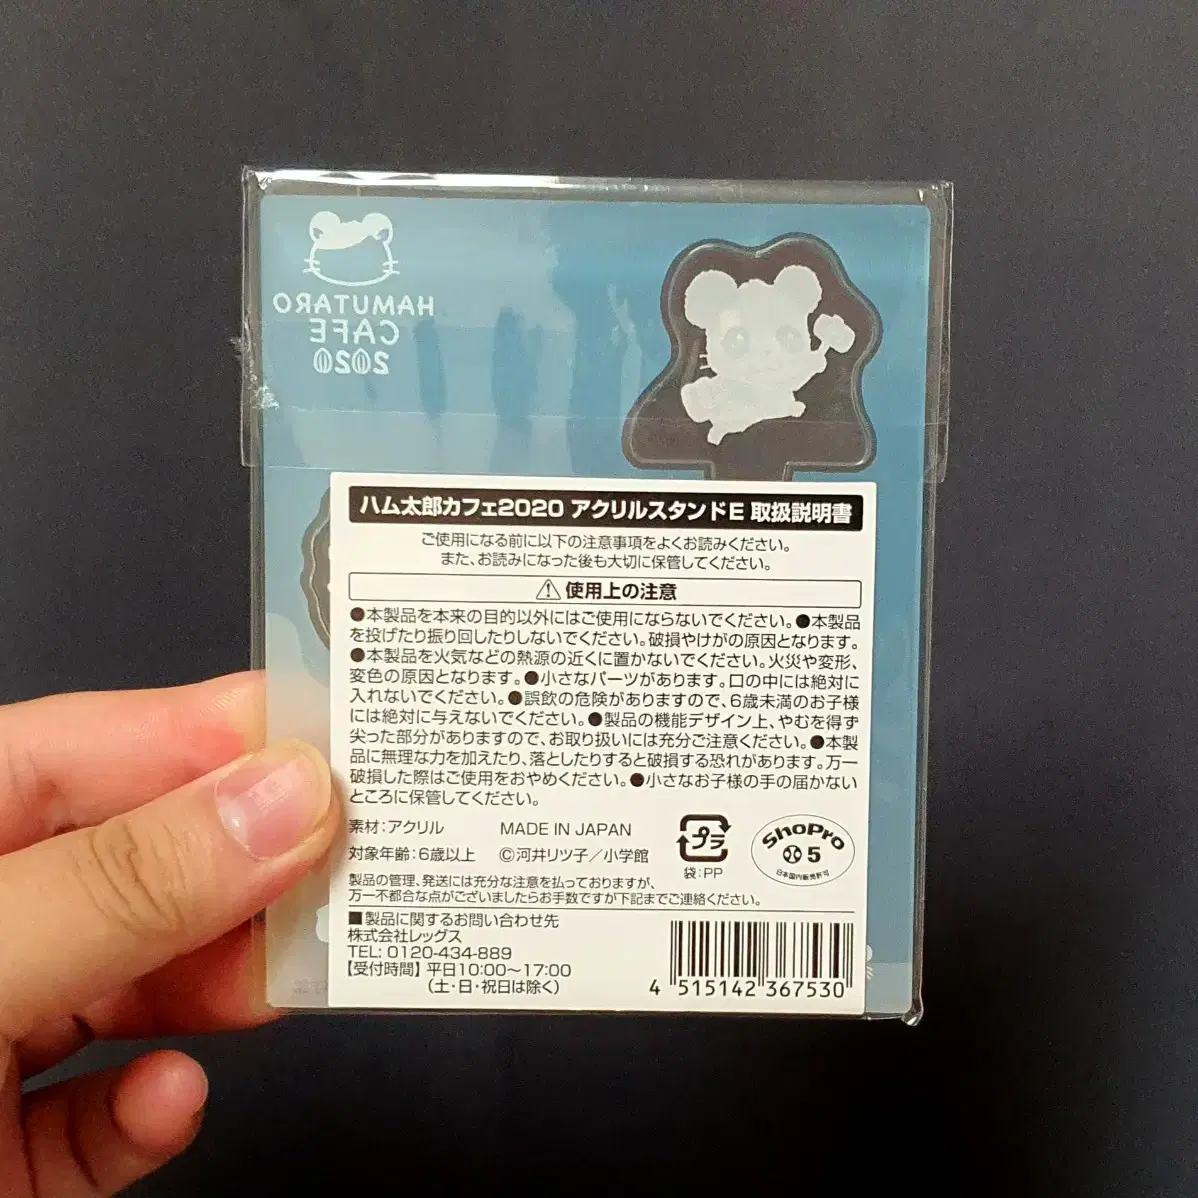 HAMUTARO
CAFE
2020
ハム太郎カフェ2020 アクリルスタンドE 取扱説明書
ご使用になる前に以下の注意事項をよくお読みください。
また、お読みになった後も大切に保管してください。
使用上の注意
●本製品を本来の目的以外にはご使用にならないでください。●本製品
を投げたり振り回したりしないでください。破損やけがの原因となります。
●本製品を火気などの熱源の近くに置かないでください。火災や変形、
変色の原因となります。●小さなパーツがあります。口の中には絶対に
入れないでください。●誤飲の危険がありますので、6歳未満のお子様
には絶対に与えないでください。●製品の機能デザイン上、やむを得ず
尖った部分がありますので、お取り扱いには充分ご注意ください。●本製
品に無理な力を加えたり、落としたりすると破損する恐れがあります。万一
破損した際はご使用をおやめください。●小さなお子様の手の届かない
ところに保管してください。
素材:アクリル MADE IN JAPAN
対象年齢:6歳以上 ©河井リツ子/小学館
プラ
袋:PP
ShoPro
5
日本国内販売許可
製品の管理、発送には充分な注意を払っておりますが、
万一不都合な点がございましたらお手数ですが下記までご連絡ください。
■製品に関するお問い合わせ先
株式会社レッグス
TEL: 0120-434-889
【受付時間】平日10:00〜17:00
(土・日・祝日は除く)
4 515142 367530